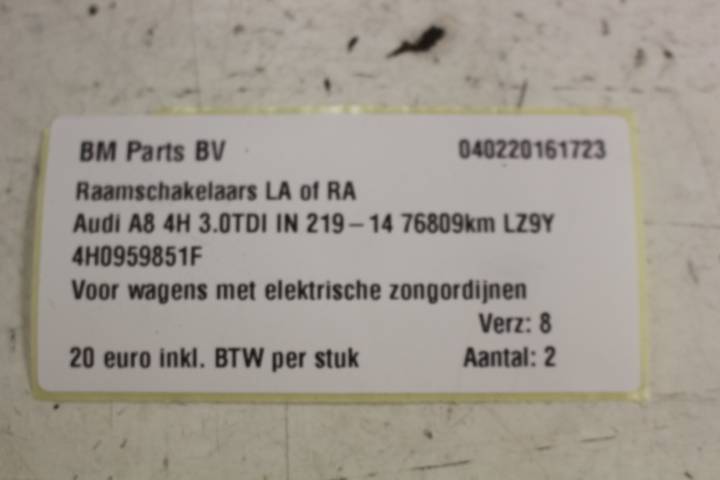 BM Parts BV 040220161723
Raamschakelaars LA of RA
Audi A8 4H 3.0TDI IN 219 – 14 76809km LZ9Y
4H0959851F
Voor wagens met elektrische zongordijnen
Verz: 8
20 euro inkl. BTW per stuk Aantal: 2